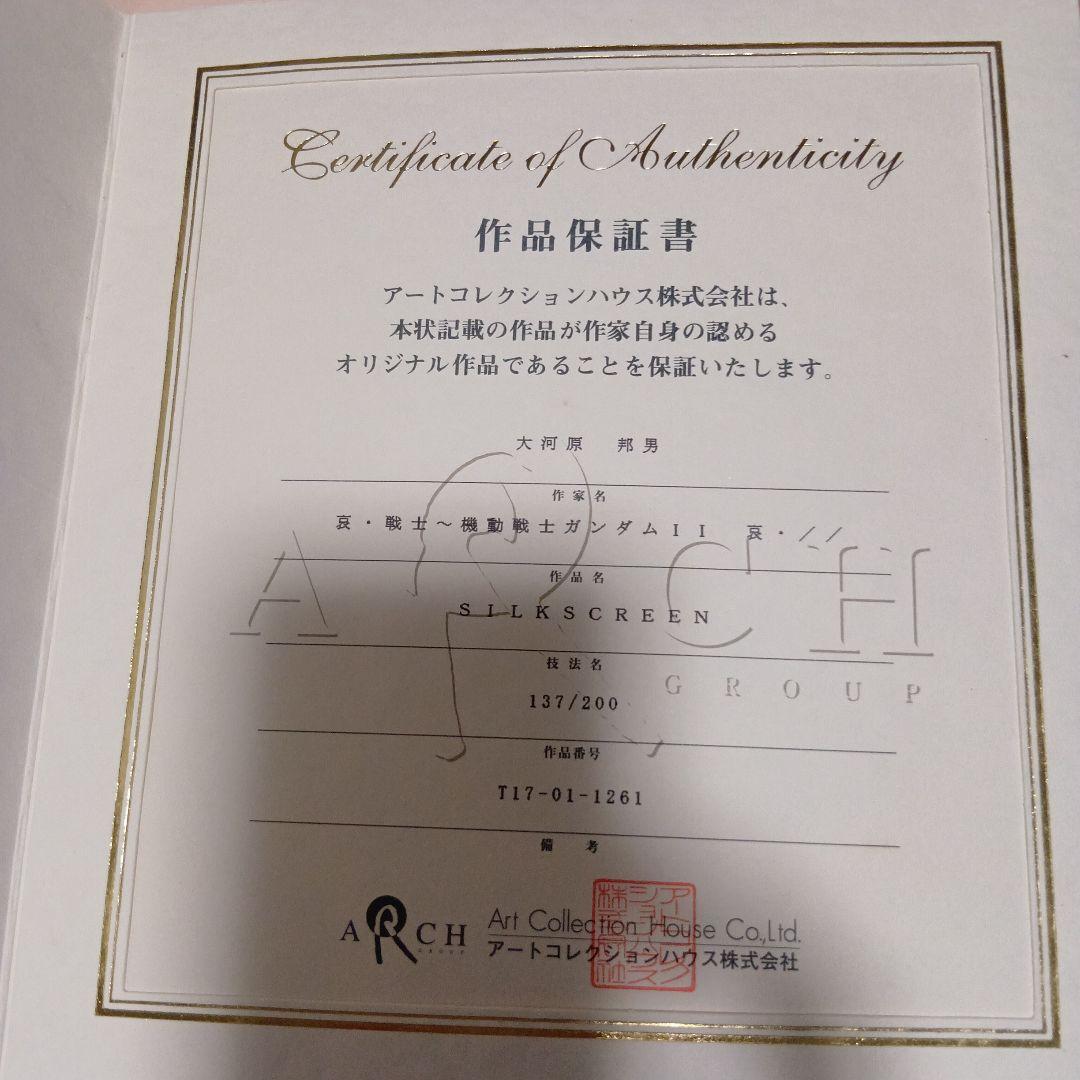 Certificate of Authenticity
作品保証書
アートコレクションハウス株式会社は、
本状記載の作品が作家自身の認める
オリジナル作品であることを保証いたします。
大河原　邦男
作家名
哀・戦士～機動戦士ガンダムII　哀・//
作品名
SILKSCREEN
技法名
137/200
作品番号
T17-01-1261
備　考
ARCH
GROUP
ARCH
GROUP
Art Collection House Co.,Ltd.
アートコレクションハウス株式会社